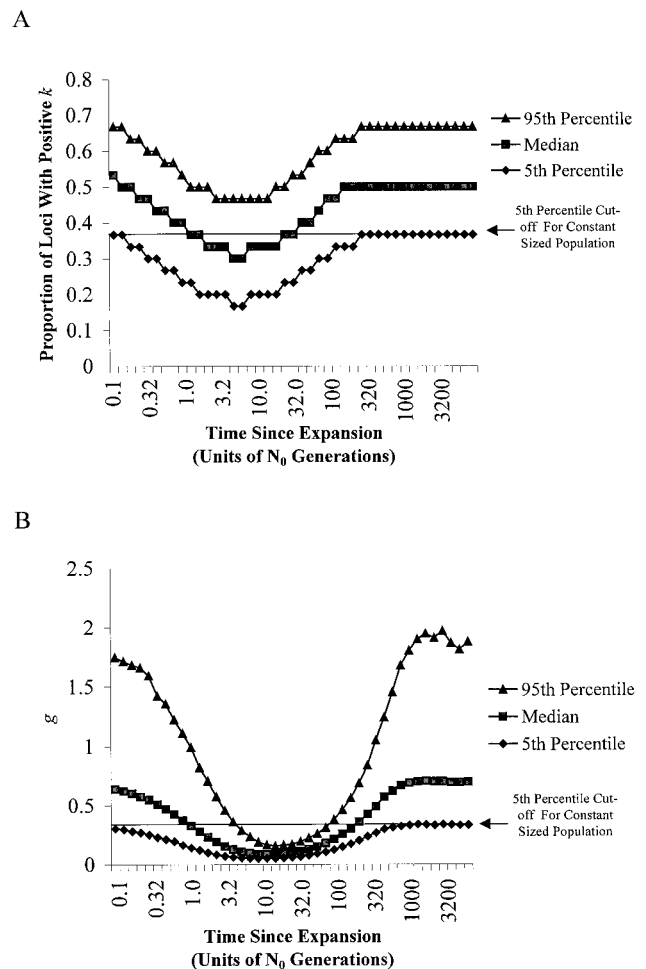 A
0.8
0.7
0.6
0.5
0.4
0.3
0.2
0.1
0
Proportion of Loci With Positive k
95th Percentile
Median
5th Percentile
5th Percentile Cut-
off For Constant
Sized Population
0.1
0.32
1.0
3.2
10.0
32.0
100
320
1000
3200
Time Since Expansion
(Units of N₀ Generations)
B
2.5
2
1.5
1
0.5
0
g
95th Percentile
Median
5th Percentile
5th Percentile Cut-
off For Constant
Sized Population
0.1
0.32
1.0
3.2
10.0
32.0
100
320
1000
3200
Time Since Expansion
(Units of N₀ Generations)